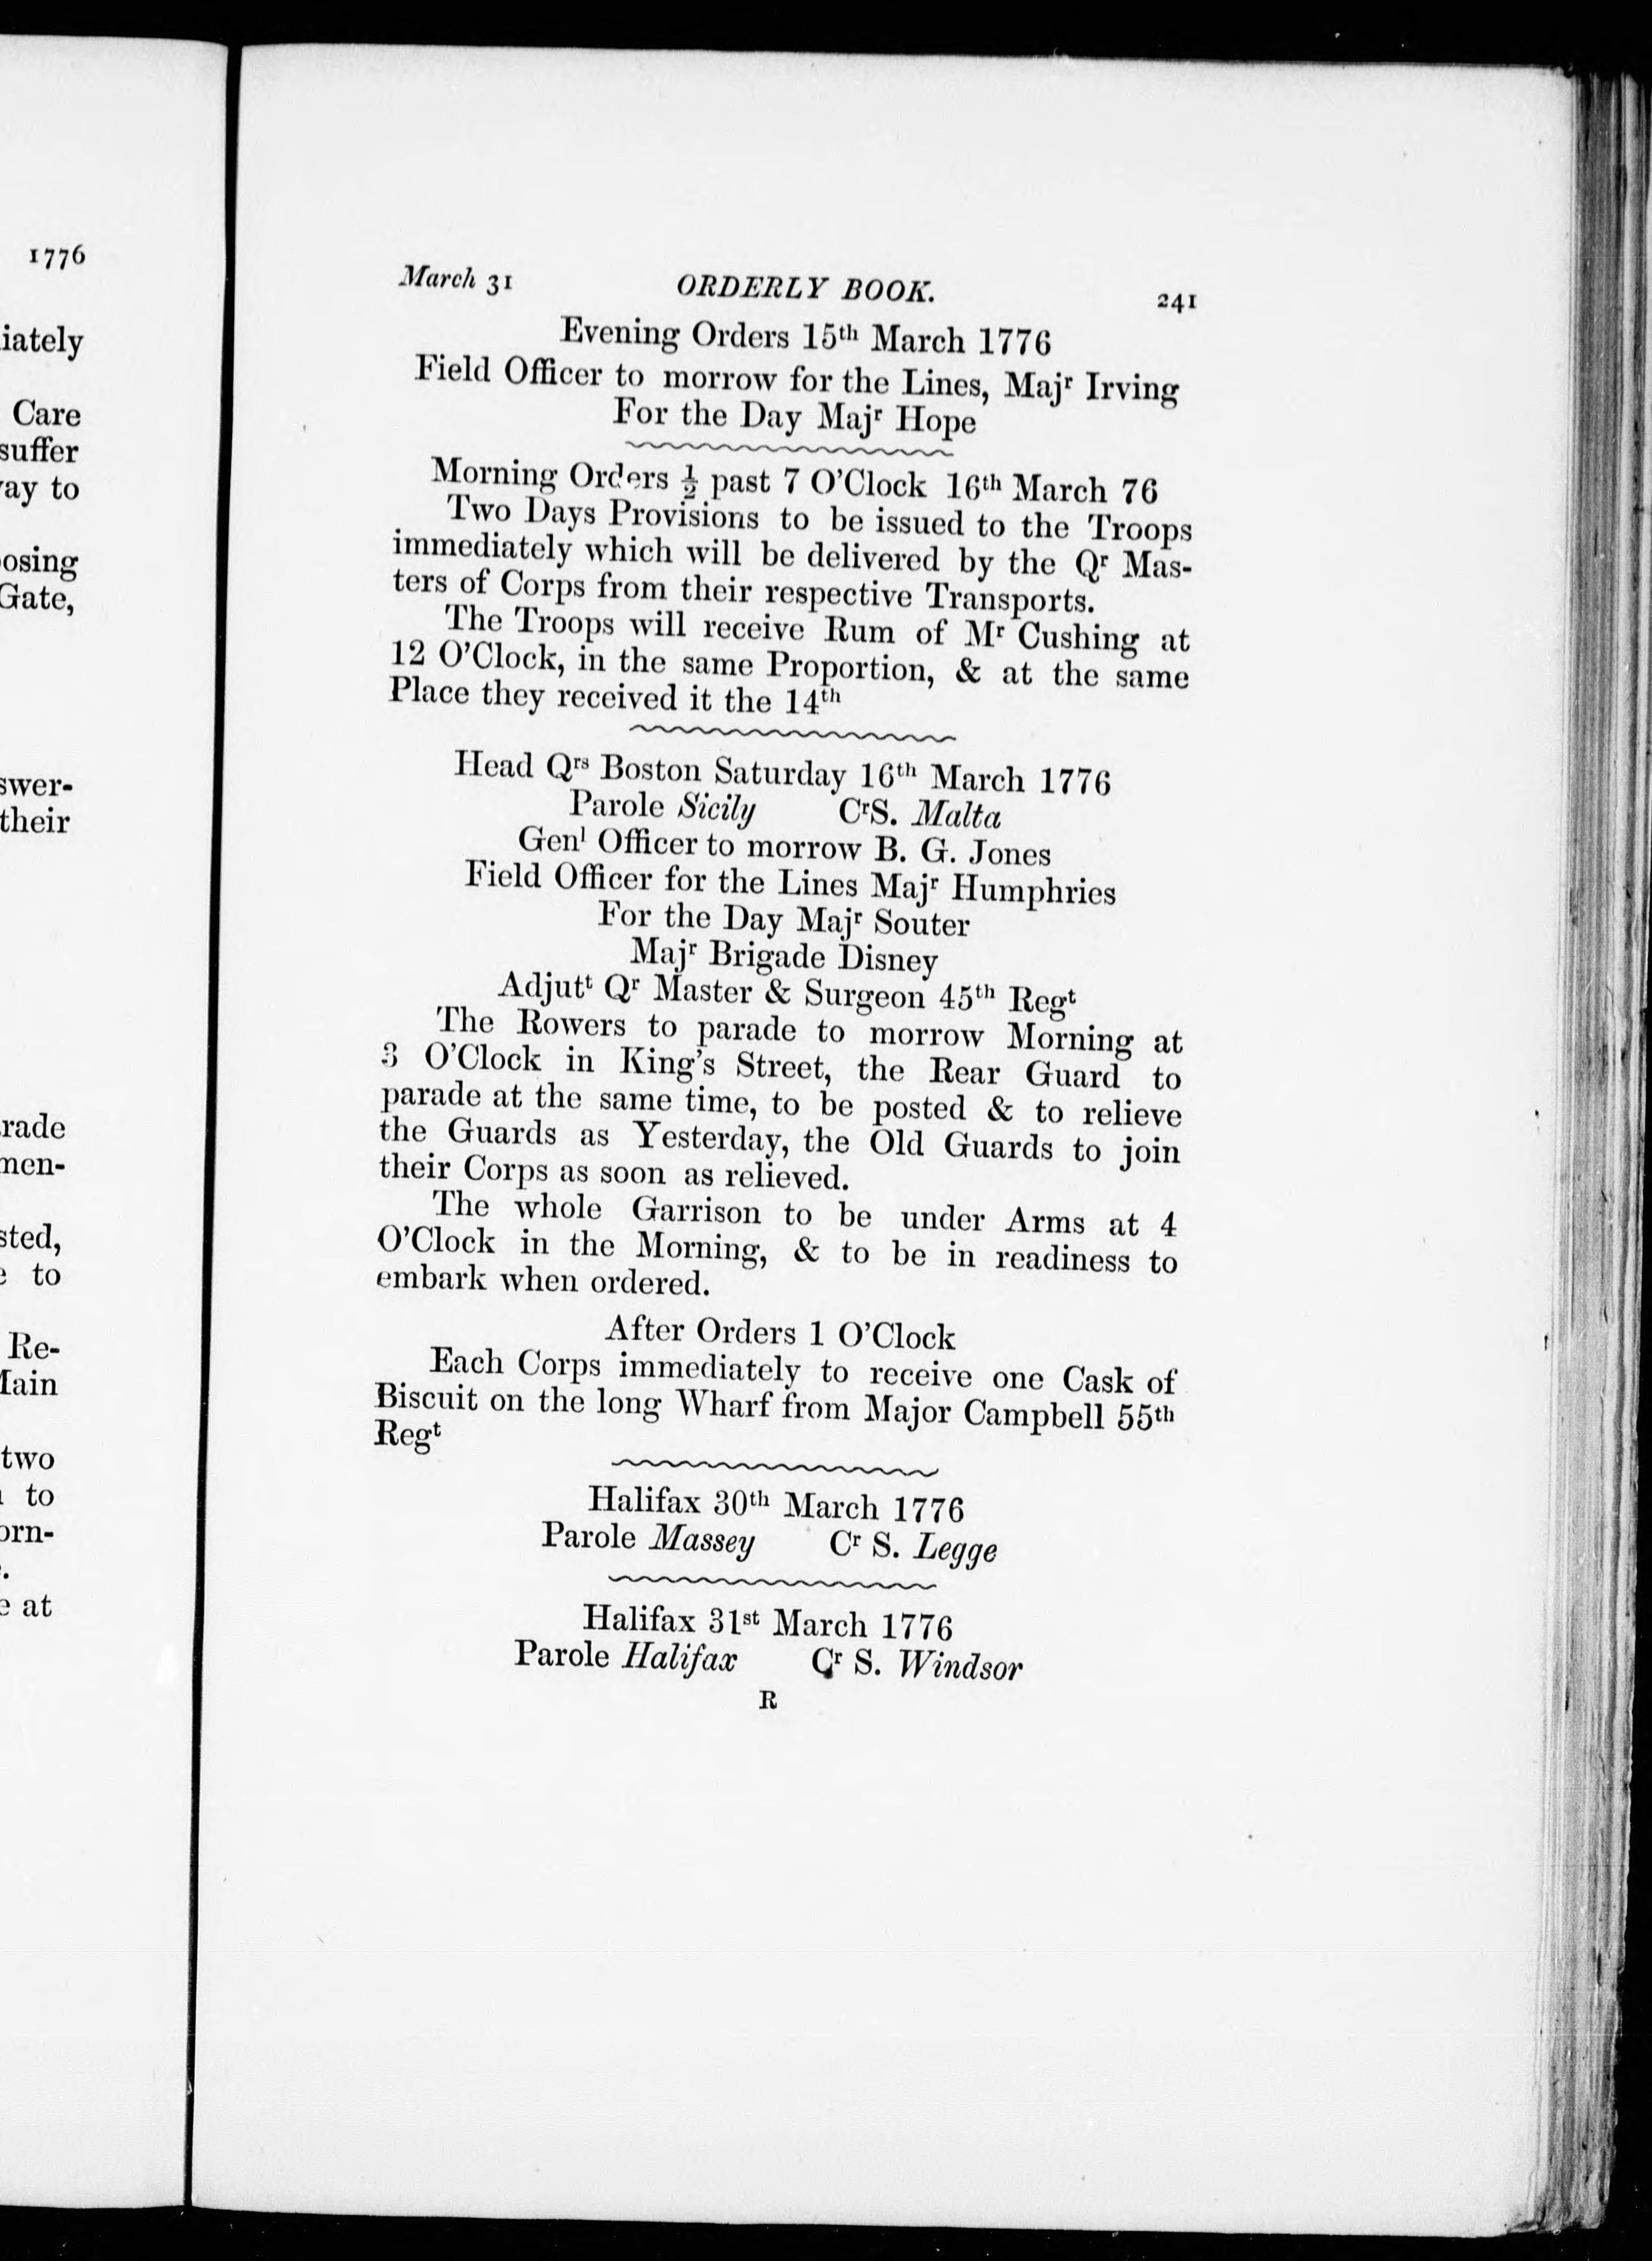 1776
iately
Care
suffer
ay to
osing
Gate,
swer-
their
rade
men-
sted,
to
Re-
Main
two
to
orn-
at
March 31 ORDERLY BOOK. 241
Evening Orders 15th March 1776
Field Officer to morrow for the Lines, Majr Irving
For the Day Majr Hope
Morning Orders ½ past 7 O'Clock 16th March 76
Two Days Provisions to be issued to the Troops
immediately which will be delivered by the Qr Mas-
ters of Corps from their respective Transports.
The Troops will receive Rum of Mr Cushing at
12 O'Clock, in the same Proportion, & at the same
Place they received it the 14th
Head Qrs Boston Saturday 16th March 1776
Parole Sicily CrS. Malta
Genl Officer to morrow B. G. Jones
Field Officer for the Lines Majr Humphries
For the Day Majr Souter
Majr Brigade Disney
Adjutt Qr Master & Surgeon 45th Regt
The Rowers to parade to morrow Morning at
3 O'Clock in King's Street, the Rear Guard to
parade at the same time, to be posted & to relieve
the Guards as Yesterday, the Old Guards to join
their Corps as soon as relieved.
The whole Garrison to be under Arms at 4
O'Clock in the Morning, & to be in readiness to
embark when ordered.
After Orders 1 O'Clock
Each Corps immediately to receive one Cask of
Biscuit on the long Wharf from Major Campbell 55th
Regt
Halifax 30th March 1776
Parole Massey Cr S. Legge
Halifax 31st March 1776
Parole Halifax Cr S. Windsor
R